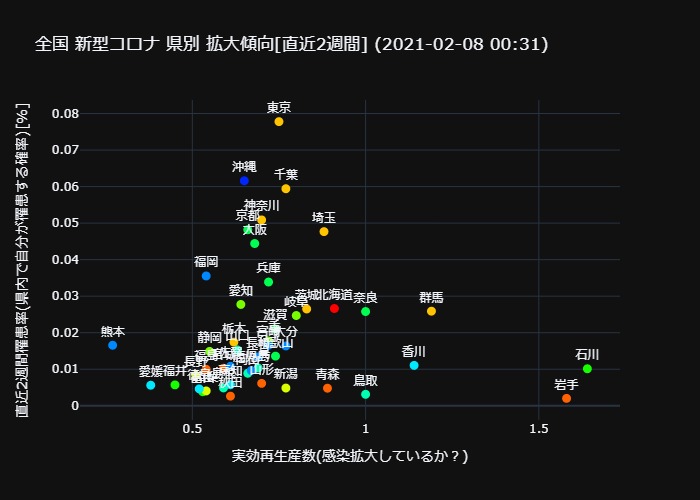 全国 新型コロナ 県別 拡大傾向[直近2週間] (2021-02-08 00:31)
直近2週間罹患率(県内で自分が罹患する確率)[%]
0.08
0.07
0.06
0.05
0.04
0.03
0.02
0.01
0
東京
沖縄
千葉
神奈川
京都
埼玉
大阪
福岡
兵庫
愛知
岐阜
茨城
北海道
奈良
群馬
滋賀
栃木
大分
熊本
静岡
山口
香川
石川
長野
愛媛
福井
山形
新潟
青森
鳥取
秋田
岩手
0.5
1
1.5
実効再生産数(感染拡大しているか？)